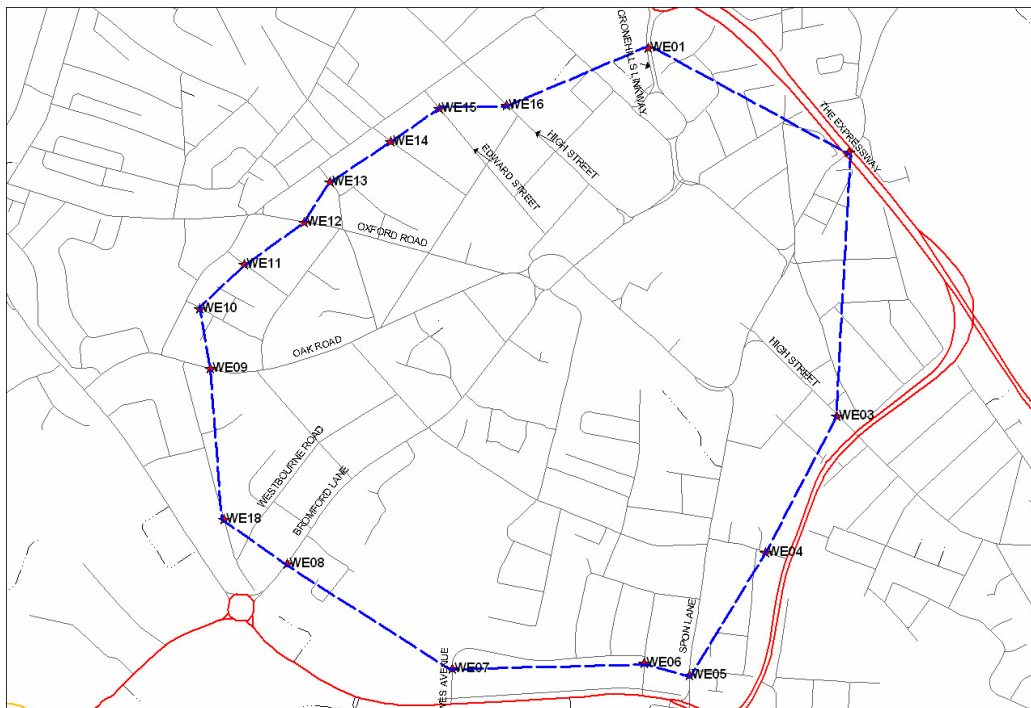 WE01
CRONEHILLS LINKWAY
THE EXPRESSWAY
WE16
WE15
HIGH STREET
WE14
EDWARD STREET
WE13
WE12
OXFORD ROAD
WE11
WE10
OAK ROAD
WE09
HIGH STREET
WE03
WESTBOURNE ROAD
BROMFORD LANE
WE18
WE04
WE08
SPON LANE
WE06
WE07
WE05
AVENUE